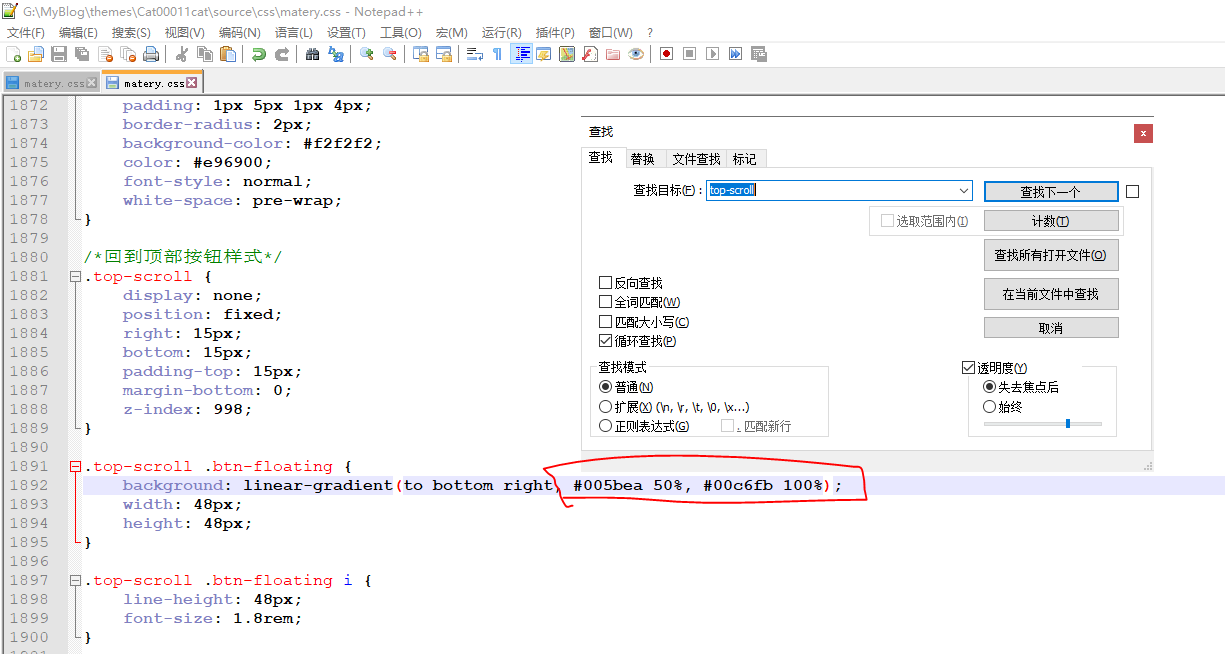 G:\MyBlog\themes\Cat00011cat\source\css\matery.css - Notepad++
文件(F) 编辑(E) 搜索(S) 视图(V) 编码(N) 语言(L) 设置(T) 工具(O) 宏(M) 运行(R) 插件(P) 窗口(W) ?
matery.css matery.css
1872 padding: 1px 5px 1px 4px;
1873 border-radius: 2px;
1874 background-color: #f2f2f2;
1875 color: #e96900;
1876 font-style: normal;
1877 white-space: pre-wrap;
1878 }
1879
1880 /*回到顶部按钮样式*/
1881 .top-scroll {
1882 display: none;
1883 position: fixed;
1884 right: 15px;
1885 bottom: 15px;
1886 padding-top: 15px;
1887 margin-bottom: 0;
1888 z-index: 998;
1889 }
1890
1891 .top-scroll .btn-floating {
1892 background: linear-gradient(to bottom right, #005bea 50%, #00c6fb 100%);
1893 width: 48px;
1894 height: 48px;
1895 }
1896
1897 .top-scroll .btn-floating i {
1898 line-height: 48px;
1899 font-size: 1.8rem;
1900 }
查找
x
查找 替换 文件查找 标记
查找目标(F) : top-scroll
查找下一个
选取范围内(I)
计数(T)
查找所有打开文件(O)
在当前文件中查找
取消
反向查找
全词匹配(W)
匹配大小写(C)
循环查找(P)
查找模式
普通(N)
扩展(X) (\n, \r, \t, \0, \x...)
正则表达式(G)
. 匹配新行
透明度(Y)
失去焦点后
始终